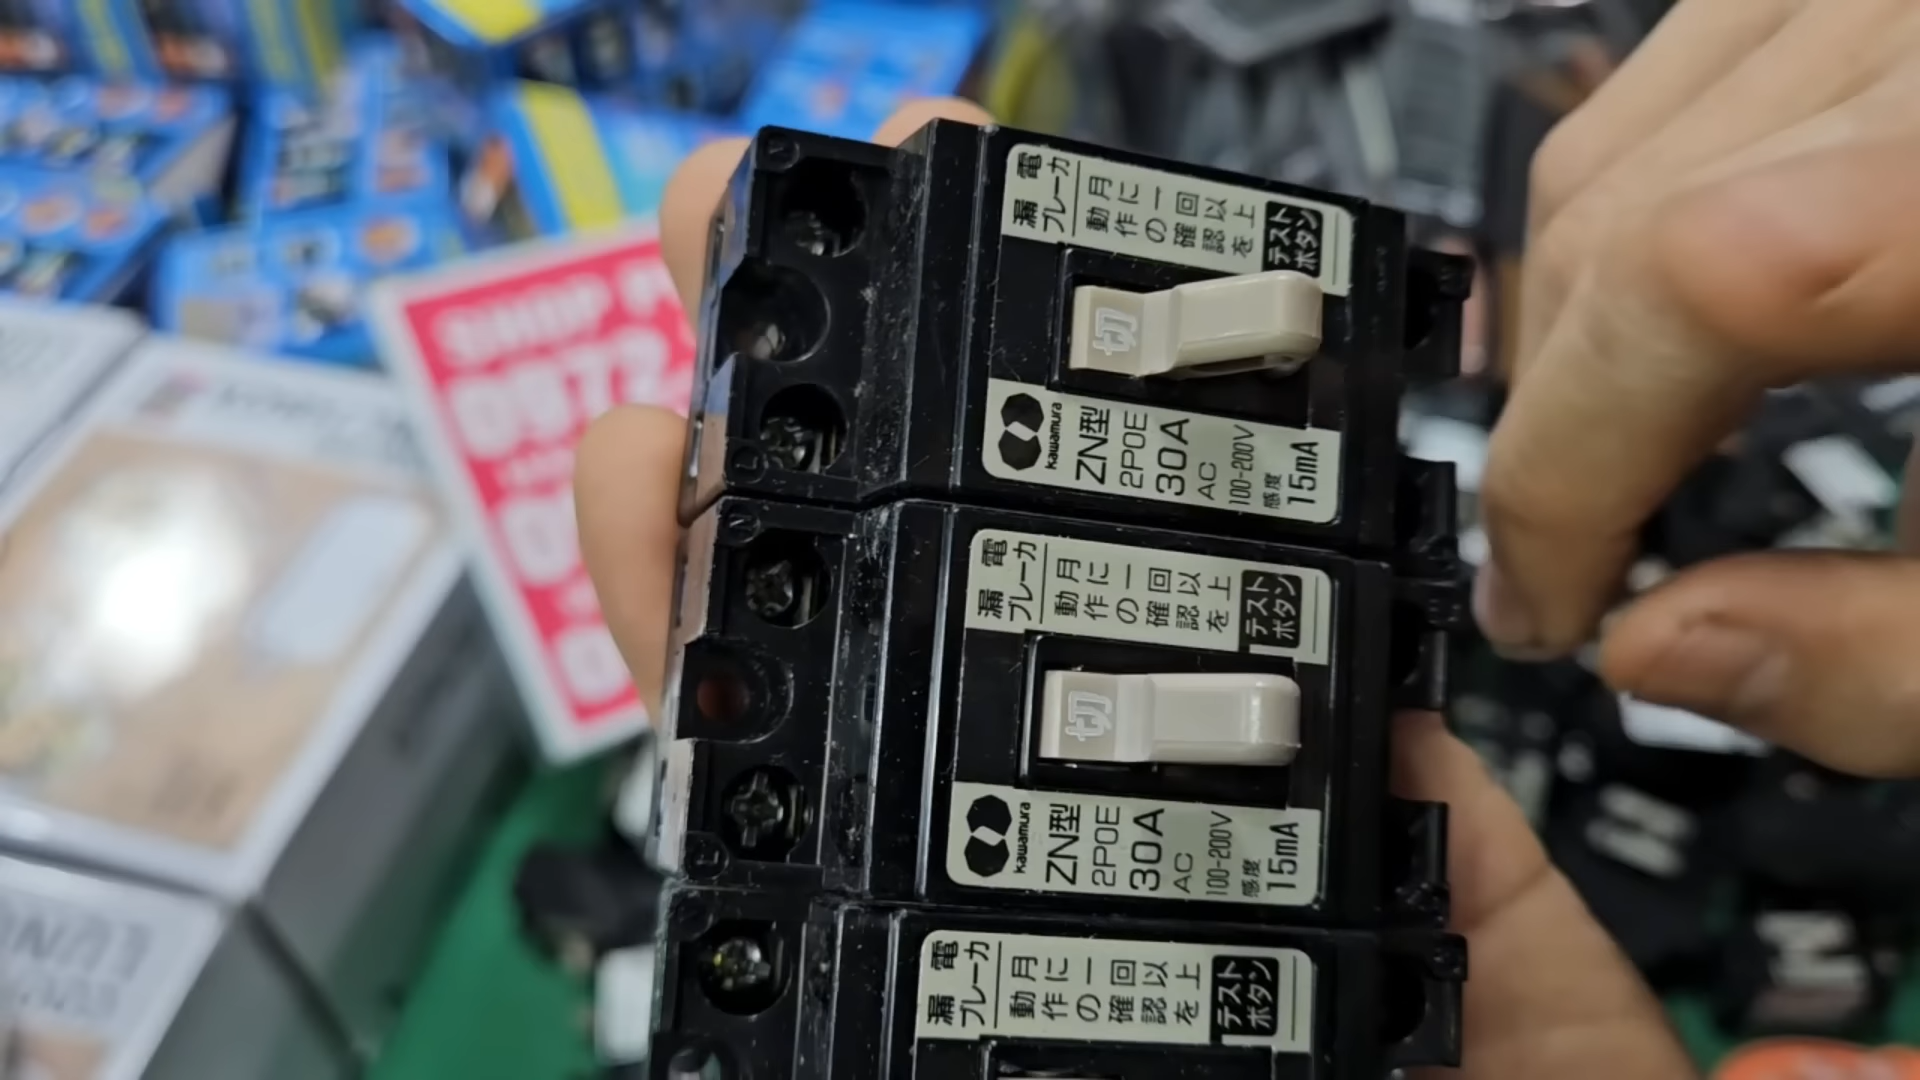 漏電
ブレーカ
月に一回以上
動作の確認を
テスト
ボタン
切
Kawamura
ZN型
2P0E
30A
AC
100-200V
感度
15mA
漏電
ブレーカ
月に一回以上
動作の確認を
テスト
ボタン
切
Kawamura
ZN型
2P0E
30A
AC
100-200V
感度
15mA
漏電
ブレーカ
月に一回以上
動作の確認を
テスト
ボタン
SHOP
0972